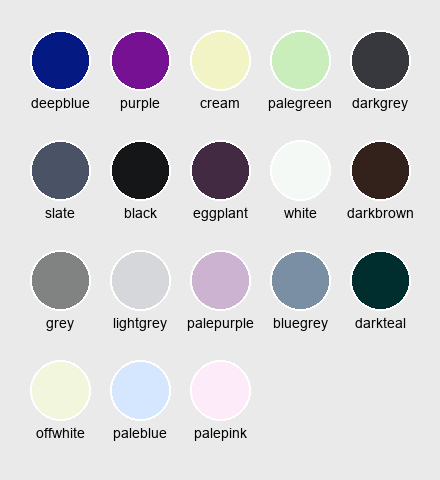 deepblue purple cream palegreen darkgrey
slate black eggplant white darkbrown
grey lightgrey palepurple bluegrey darkteal
offwhite paleblue palepink